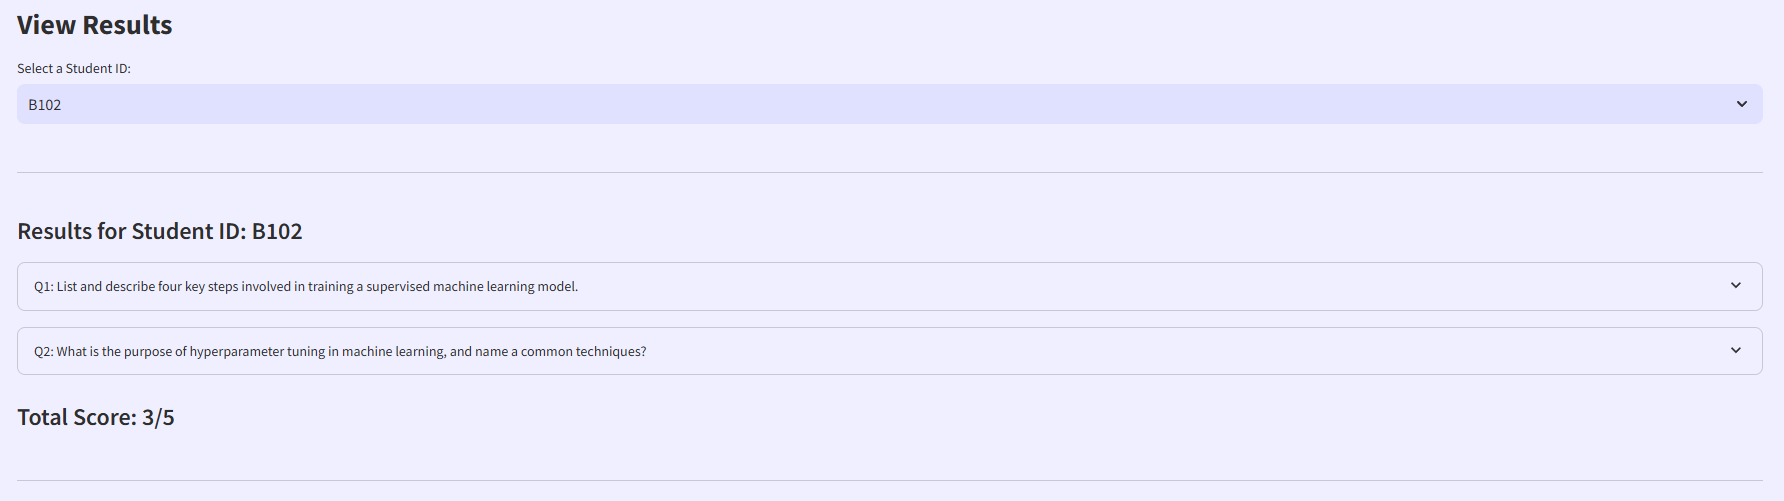 View Results
Select a Student ID:
B102
Results for Student ID: B102
Q1: List and describe four key steps involved in training a supervised machine learning model.
Q2: What is the purpose of hyperparameter tuning in machine learning, and name a common techniques?
Total Score: 3/5